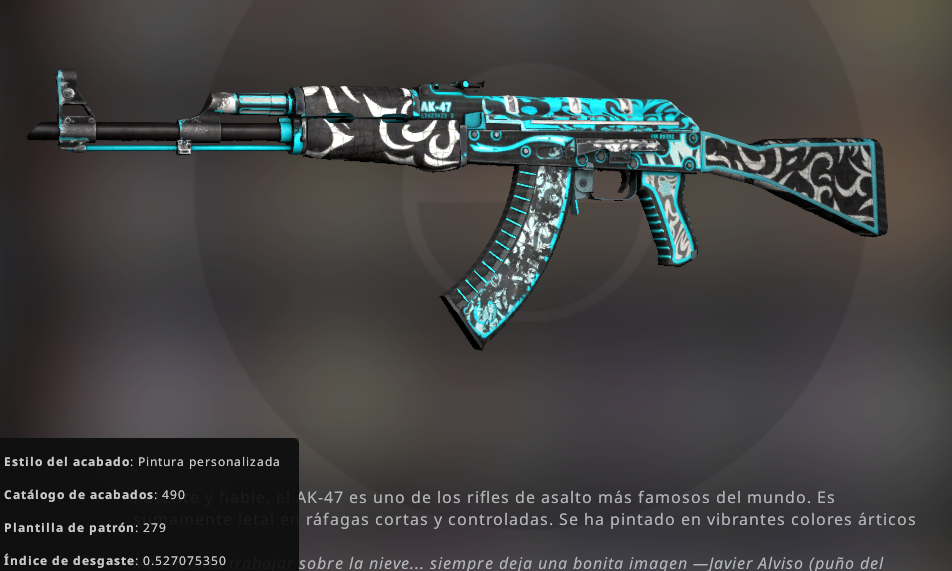 AK-47
Estilo del acabado: Pintura personalizada
Catálogo de acabados: 490
Plantilla de patrón: 279
Índice de desgaste: 0.527075350
te y fiable, el AK-47 es uno de los rifles de asalto más famosos del mundo. Es
sumamente letal en ráfagas cortas y controladas. Se ha pintado en vibrantes colores árticos
trabajar sobre la nieve... siempre deja una bonita imagen —Javier Alviso (puño del